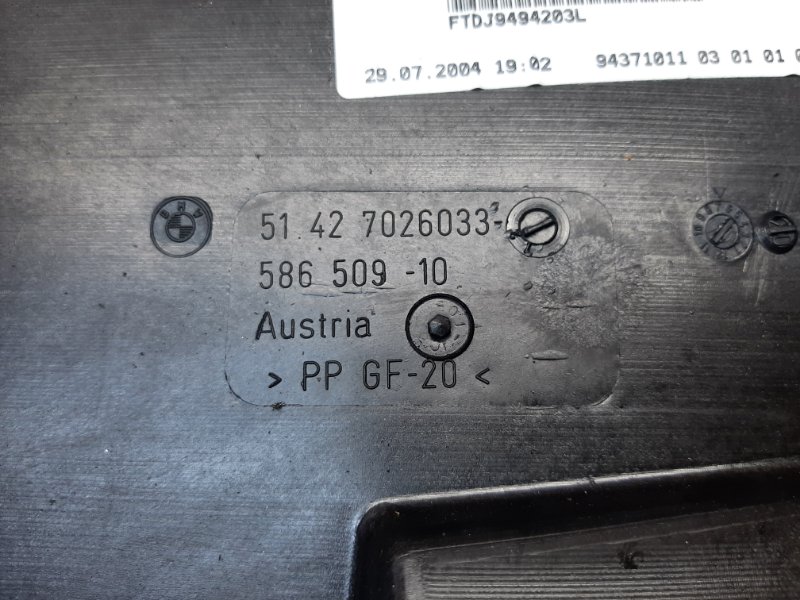 FTDJ9494203L
29.07.2004 19:02 94371011 03 01 01
BMW
51 42 7026033-
586 509 -10
Austria
> PP GF-20 <